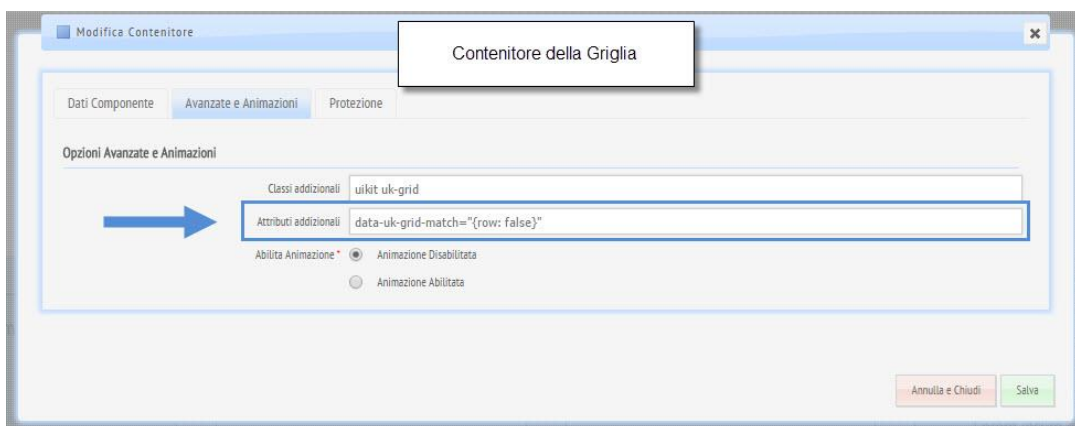 Modifica Contenitore
Contenitore della Griglia
Dati Componente Avanzate e Animazioni Protezione
Opzioni Avanzate e Animazioni
Classi addizionali uikit uk-grid
Attributi addizionali data-uk-grid-match="{row: false}"
Abilita Animazione * Animazione Disabilitata
Animazione Abilitata
Annulla e Chiudi Salva